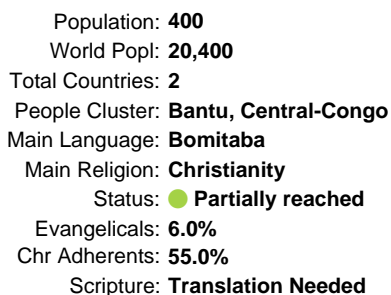 Population: 400
World Popl: 20,400
Total Countries: 2
People Cluster: Bantu, Central-Congo
Main Language: Bomitaba
Main Religion: Christianity
Status: Partially reached
Evangelicals: 6.0%
Chr Adherents: 55.0%
Scripture: Translation Needed